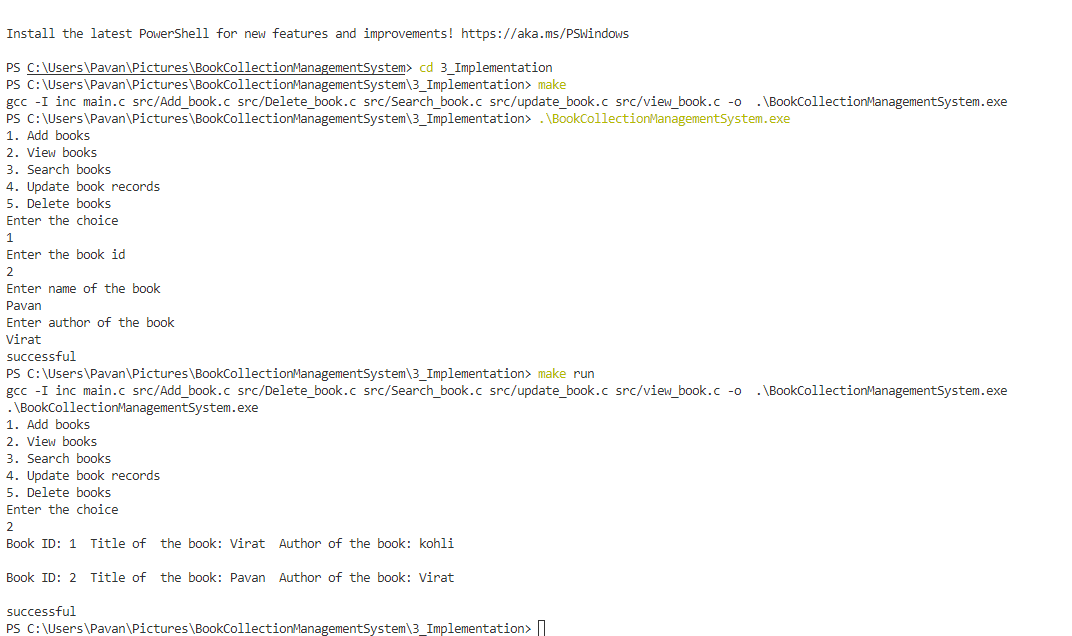 Install the latest PowerShell for new features and improvements! https://aka.ms/PSWindows
PS C:\Users\Pavan\Pictures\BookCollectionManagementSystem> cd 3_Implementation
PS C:\Users\Pavan\Pictures\BookCollectionManagementSystem\3_Implementation> make
gcc -I inc main.c src/Add_book.c src/Delete_book.c src/Search_book.c src/update_book.c src/view_book.c -o  .\BookCollectionManagementSystem.exe
PS C:\Users\Pavan\Pictures\BookCollectionManagementSystem\3_Implementation> .\BookCollectionManagementSystem.exe
1. Add books
2. View books
3. Search books
4. Update book records
5. Delete books
Enter the choice
1
Enter the book id
2
Enter name of the book
Pavan
Enter author of the book
Virat
successful
PS C:\Users\Pavan\Pictures\BookCollectionManagementSystem\3_Implementation> make run
gcc -I inc main.c src/Add_book.c src/Delete_book.c src/Search_book.c src/update_book.c src/view_book.c -o  .\BookCollectionManagementSystem.exe
.\BookCollectionManagementSystem.exe
1. Add books
2. View books
3. Search books
4. Update book records
5. Delete books
Enter the choice
2
Book ID: 1  Title of  the book: Virat  Author of the book: kohli
Book ID: 2  Title of  the book: Pavan  Author of the book: Virat
successful
PS C:\Users\Pavan\Pictures\BookCollectionManagementSystem\3_Implementation>